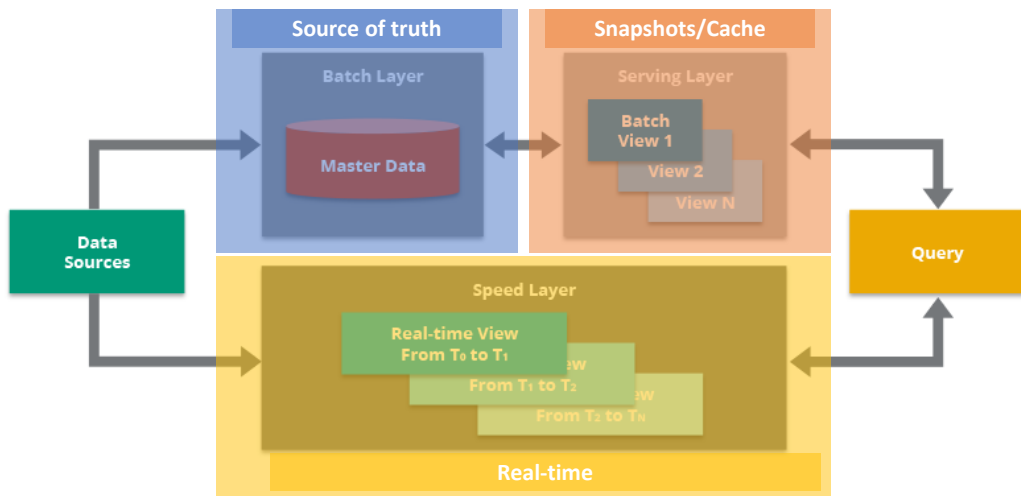 Source of truth
Snapshots/Cache
Batch Layer
Serving Layer
Master Data
Batch
View 1
View 2
View N
Data
Sources
Query
Speed Layer
Real-time View
From T₀ to T₁
ew
From T₁ to T₂
ew
From T₂ to Tₙ
Real-time